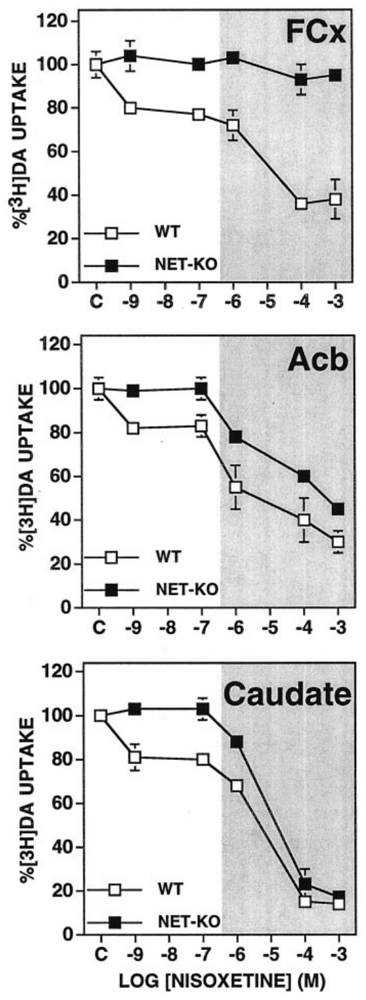 FCx
%[³H]DA UPTAKE
120
100
80
60
40
20
0
WT
NET-KO
C -9 -8 -7 -6 -5 -4 -3
Acb
%[3H]DA UPTAKE
120
100
80
60
40
20
0
WT
NET-KO
C -9 -8 -7 -6 -5 -4 -3
Caudate
%[3H]DA UPTAKE
120
100
80
60
40
20
0
WT
NET-KO
C -9 -8 -7 -6 -5 -4 -3
LOG [NISOXETINE] (M)